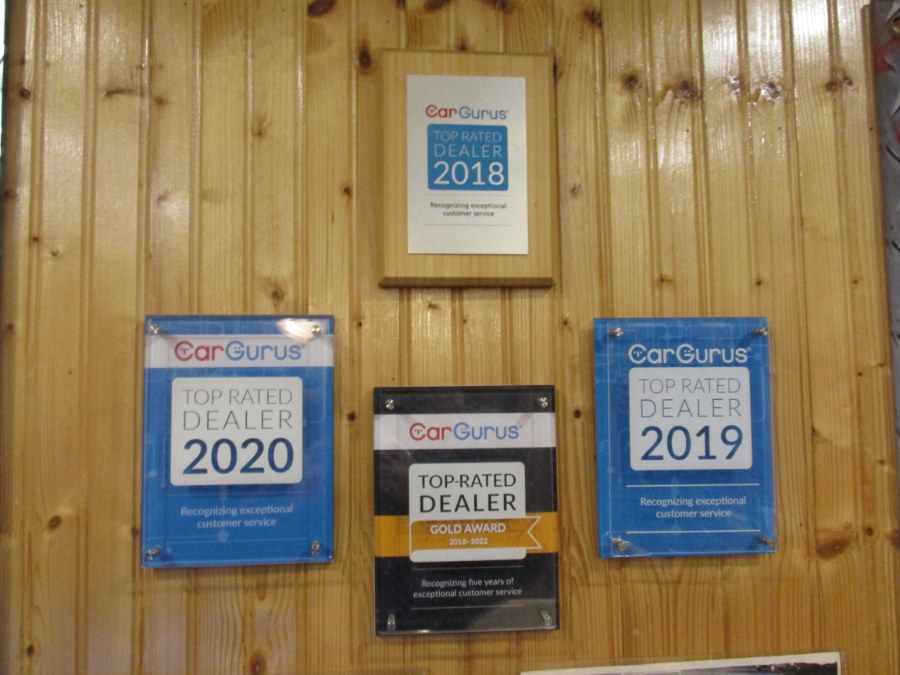 CarGurus
TOP RATED
DEALER
2018
Recognizing exceptional
customer service
CarGurus
TOP RATED
DEALER
2020
Recognizing exceptional
customer service
CarGurus
TOP-RATED
DEALER
GOLD AWARD
2018-2022
Recognizing five years of
exceptional customer service
CarGurus
TOP RATED
DEALER
2019
Recognizing exceptional
customer service